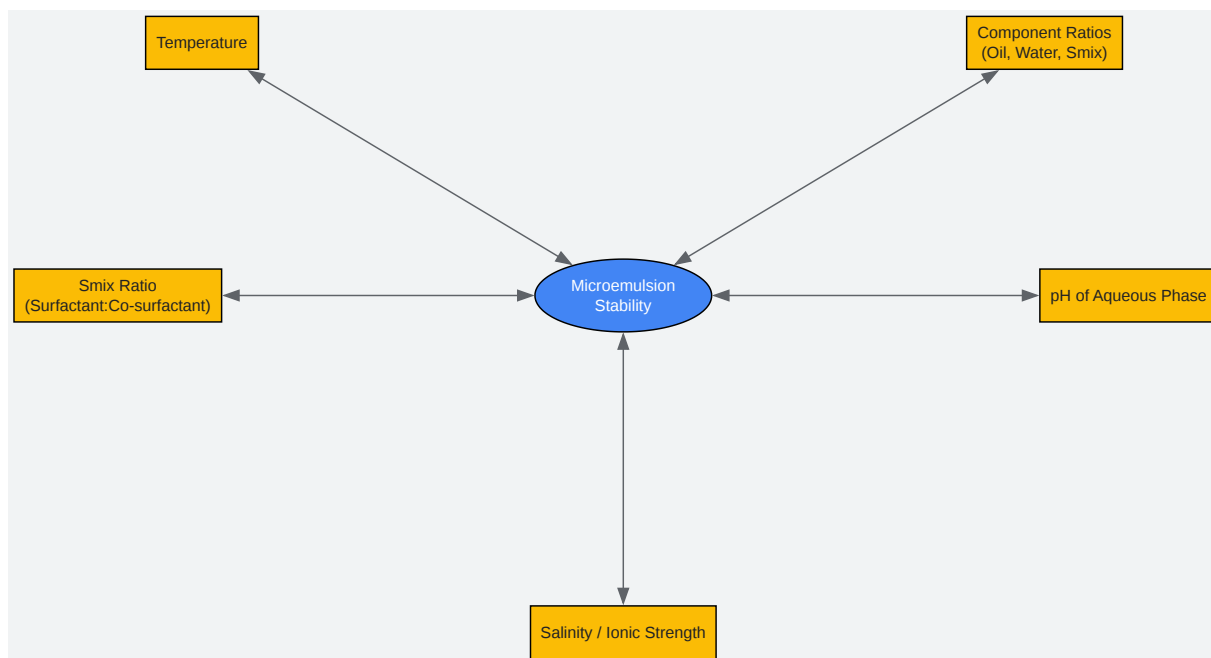 Temperature
Component Ratios
(Oil, Water, Smix)
Smix Ratio
(Surfactant:Co-surfactant)
Microemulsion
Stability
pH of Aqueous Phase
Salinity / Ionic Strength